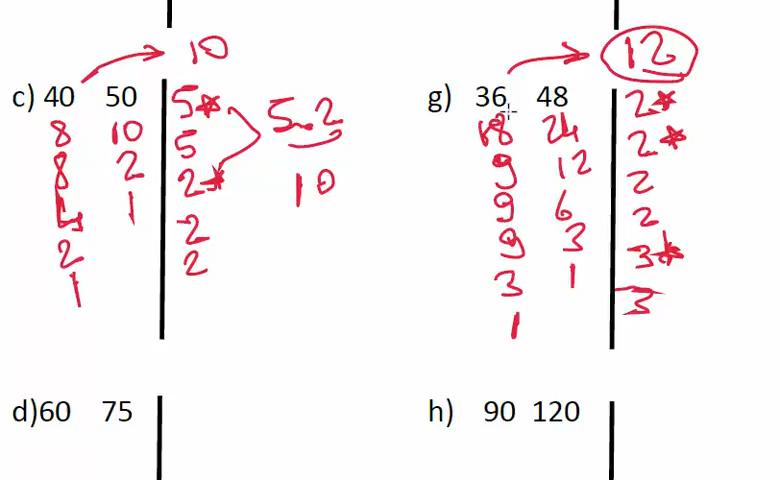 10
c) 40 50 5*
8 10 5 5.2
8 2 2* 10
4 1 2
2 2
1
12
g) 36 48 2*
18 24 2*
9 12 2
9 6 2
9 3 3*
3 1 3
1
d)60 75
h) 90 120